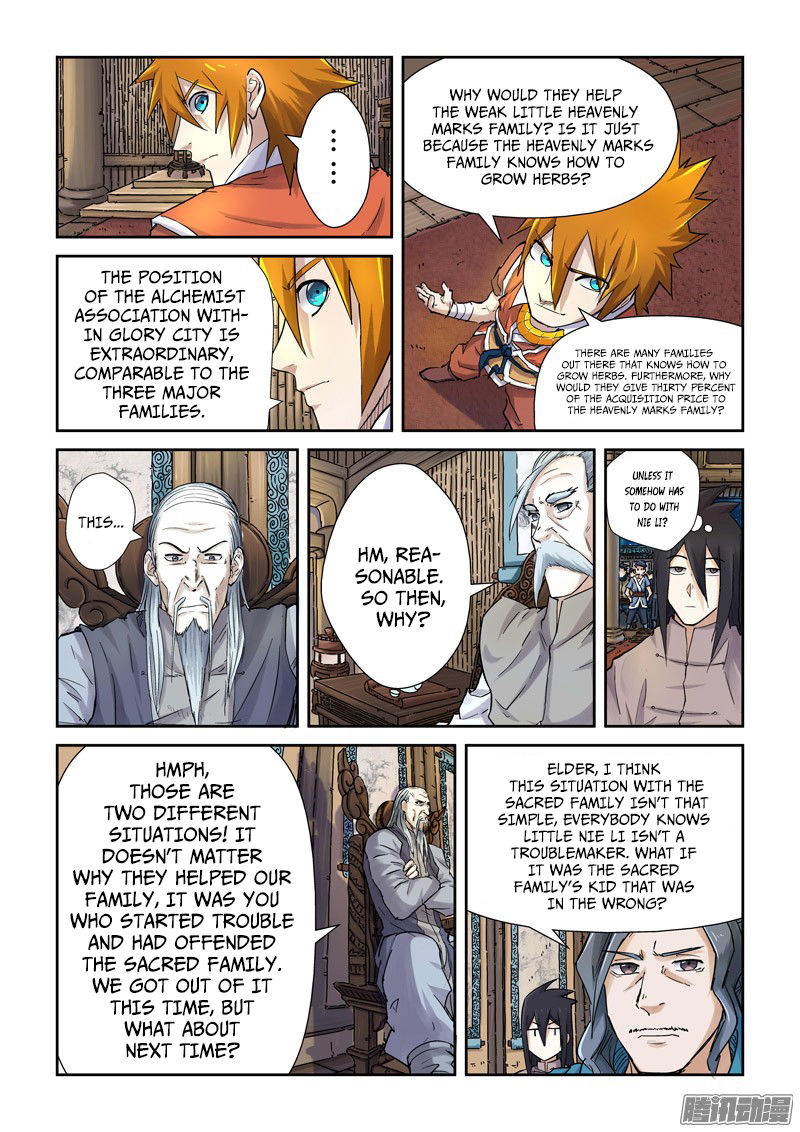 ....
WHY WOULD THEY HELP
THE WEAK LITTLE HEAVENLY
MARKS FAMILY? IS IT JUST
BECAUSE THE HEAVENLY MARKS
FAMILY KNOWS HOW TO
GROW HERBS?
THE POSITION
OF THE ALCHEMIST
ASSOCIATION WITH-
IN GLORY CITY IS
EXTRAORDINARY,
COMPARABLE TO THE
THREE MAJOR
FAMILIES.
THERE ARE MANY FAMILIES
OUT THERE THAT KNOWS HOW TO
GROW HERBS. FURTHERMORE, WHY
WOULD THEY GIVE THIRTY PERCENT
OF THE ACQUISITION PRICE TO
THE HEAVENLY MARKS FAMILY?
THIS...
HM, REA-
SONABLE.
SO THEN,
WHY?
UNLESS IT
SOMEHOW HAS
TO DO WITH
NIE LI?
HMPH,
THOSE ARE
TWO DIFFERENT
SITUATIONS! IT
DOESN'T MATTER
WHY THEY HELPED OUR
FAMILY, IT WAS YOU
WHO STARTED TROUBLE
AND HAD OFFENDED
THE SACRED FAMILY.
WE GOT OUT OF IT
THIS TIME, BUT
WHAT ABOUT
NEXT TIME?
ELDER, I THINK
THIS SITUATION WITH THE
SACRED FAMILY ISN'T THAT
SIMPLE, EVERYBODY KNOWS
LITTLE NIE LI ISN'T A
TROUBLEMAKER. WHAT IF
IT WAS THE SACRED
FAMILY'S KID THAT WAS
IN THE WRONG?
腾讯动漫